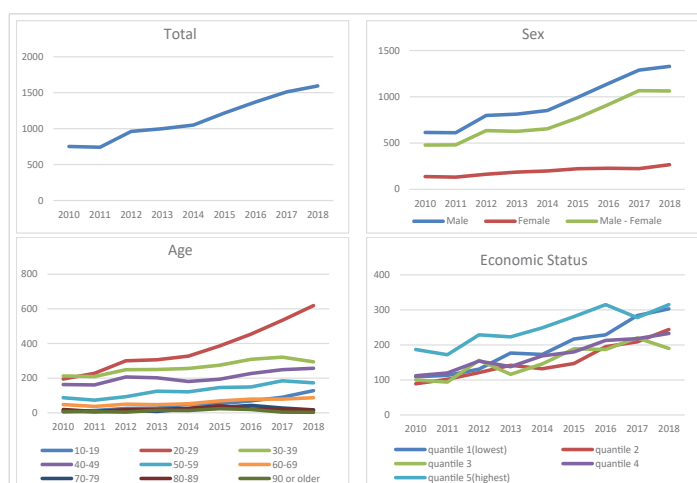 Total
2000
1500
1000
500
0
2010 2011 2012 2013 2014 2015 2016 2017 2018
Sex
1500
1000
500
0
2010 2011 2012 2013 2014 2015 2016 2017 2018
Male Female Male - Female
Age
800
600
400
200
0
2010 2011 2012 2013 2014 2015 2016 2017 2018
10-19 20-29 30-39
40-49 50-59 60-69
70-79 80-89 90 or older
Economic Status
400
300
200
100
0
2010 2011 2012 2013 2014 2015 2016 2017 2018
quantile 1(lowest) quantile 2
quantile 3 quantile 4
quantile 5(highest)